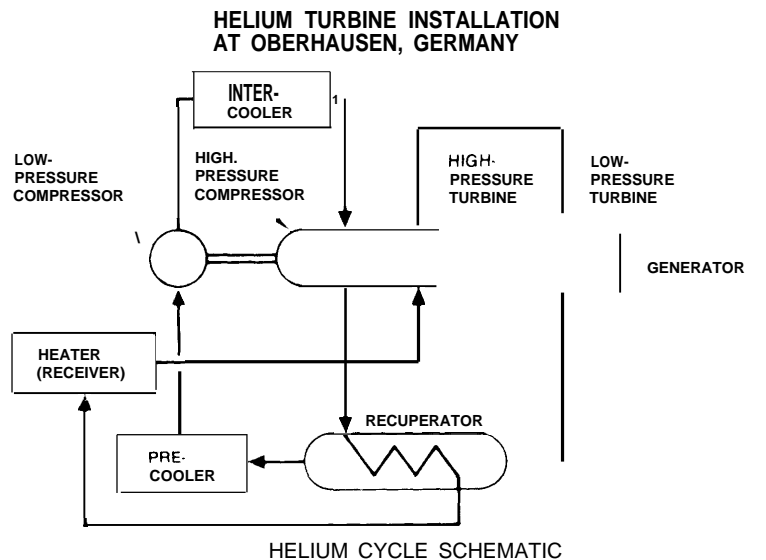 HELIUM TURBINE INSTALLATION
AT OBERHAUSEN, GERMANY
INTER-
COOLER
1
LOW-
PRESSURE
COMPRESSOR
HIGH.
PRESSURE
COMPRESSOR
HIGH-
PRESSURE
TURBINE
LOW-
PRESSURE
TURBINE
GENERATOR
HEATER
(RECEIVER)
RECUPERATOR
PRE-
COOLER
HELIUM CYCLE SCHEMATIC